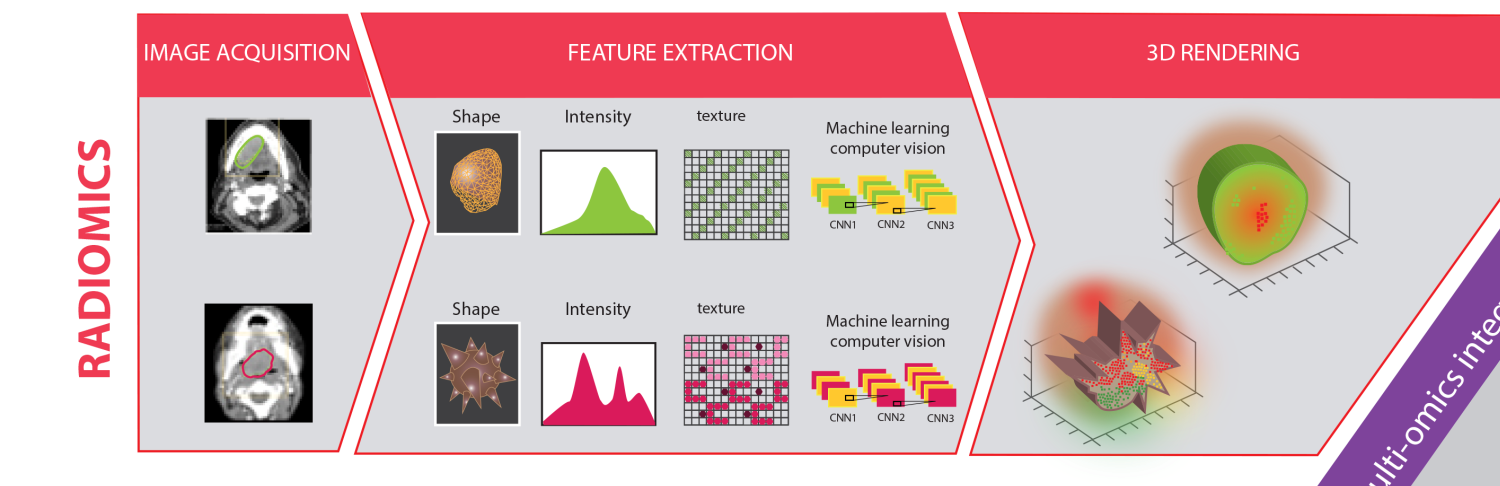 RADIOMICS
IMAGE ACQUISITION
FEATURE EXTRACTION
3D RENDERING
Shape
Intensity
texture
Machine learning
computer vision
CNN1
CNN2
CNN3
Shape
Intensity
texture
Machine learning
computer vision
CNN1
CNN2
CNN3
ulti-omics integ